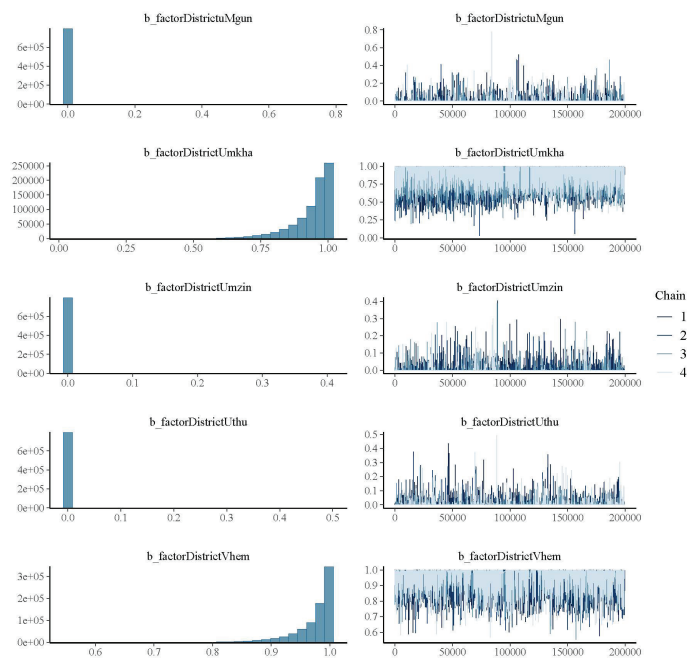 b_factorDistrictuMgun
6e+05
4e+05
2e+05
0e+00
0.0 0.2 0.4 0.6 0.8
b_factorDistrictuMgun
0.8
0.6
0.4
0.2
0.0
0 50000 100000 150000 200000
b_factorDistrictUmkha
250000
200000
150000
100000
50000
0
0.00 0.25 0.50 0.75 1.00
b_factorDistrictUmkha
1.00
0.75
0.50
0.25
0.00
0 50000 100000 150000 200000
b_factorDistrictUmzin
6e+05
4e+05
2e+05
0e+00
0.0 0.1 0.2 0.3 0.4
b_factorDistrictUmzin
0.4
0.3
0.2
0.1
0.0
0 50000 100000 150000 200000
Chain
1
2
3
4
b_factorDistrictUthu
6e+05
4e+05
2e+05
0e+00
0.0 0.1 0.2 0.3 0.4 0.5
b_factorDistrictUthu
0.5
0.4
0.3
0.2
0.1
0.0
0 50000 100000 150000 200000
b_factorDistrictVhem
3e+05
2e+05
1e+05
0e+00
0.6 0.7 0.8 0.9 1.0
b_factorDistrictVhem
1.0
0.9
0.8
0.7
0.6
0 50000 100000 150000 200000